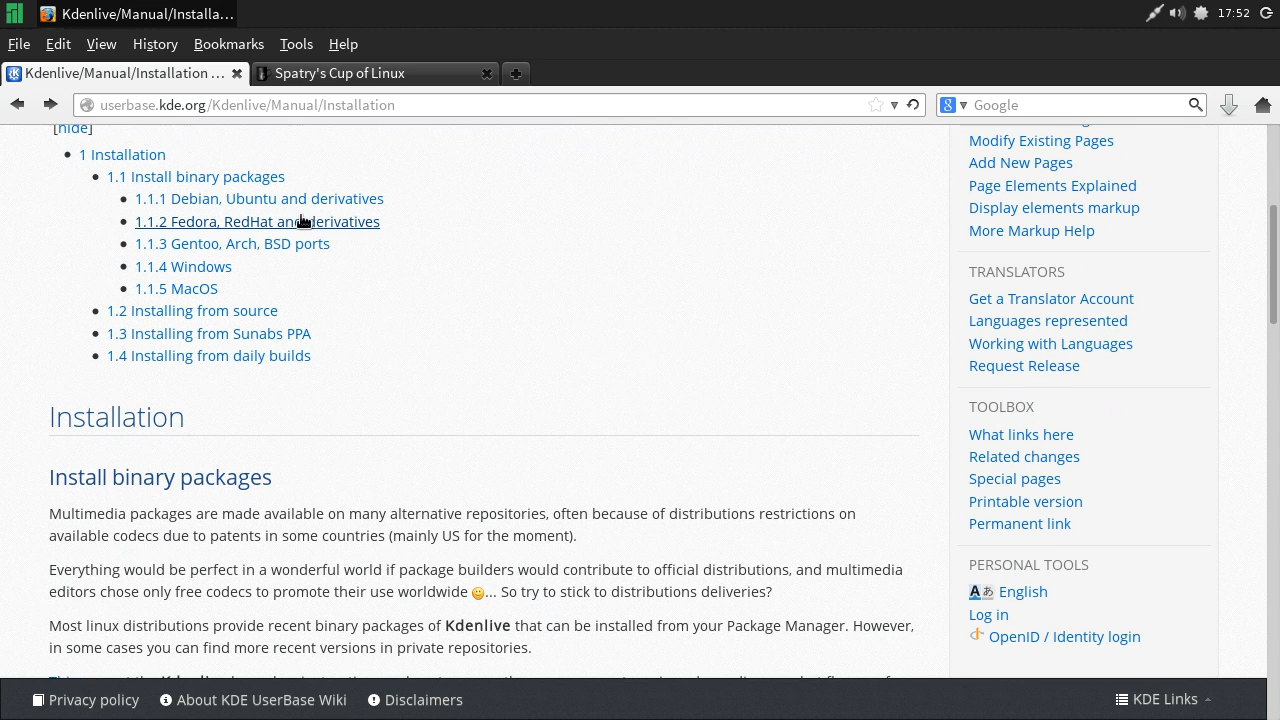 Kdenlive/Manual/Installa...
17:52
File Edit View History Bookmarks Tools Help
Kdenlive/Manual/Installation ...
Spatry's Cup of Linux
userbase.kde.org/Kdenlive/Manual/Installation
Google
[hide]
1 Installation
1.1 Install binary packages
1.1.1 Debian, Ubuntu and derivatives
1.1.2 Fedora, RedHat and derivatives
1.1.3 Gentoo, Arch, BSD ports
1.1.4 Windows
1.1.5 MacOS
1.2 Installing from source
1.3 Installing from Sunabs PPA
1.4 Installing from daily builds
Installation
Install binary packages
Multimedia packages are made available on many alternative repositories, often because of distributions restrictions on
available codecs due to patents in some countries (mainly US for the moment).
Everything would be perfect in a wonderful world if package builders would contribute to official distributions, and multimedia
editors chose only free codecs to promote their use worldwide ... So try to stick to distributions deliveries?
Most linux distributions provide recent binary packages of Kdenlive that can be installed from your Package Manager. However,
in some cases you can find more recent versions in private repositories.
Modify Existing Pages
Add New Pages
Page Elements Explained
Display elements markup
More Markup Help
TRANSLATORS
Get a Translator Account
Languages represented
Working with Languages
Request Release
TOOLBOX
What links here
Related changes
Special pages
Printable version
Permanent link
PERSONAL TOOLS
English
Log in
OpenID / Identity login
Privacy policy
About KDE UserBase Wiki
Disclaimers
KDE Links